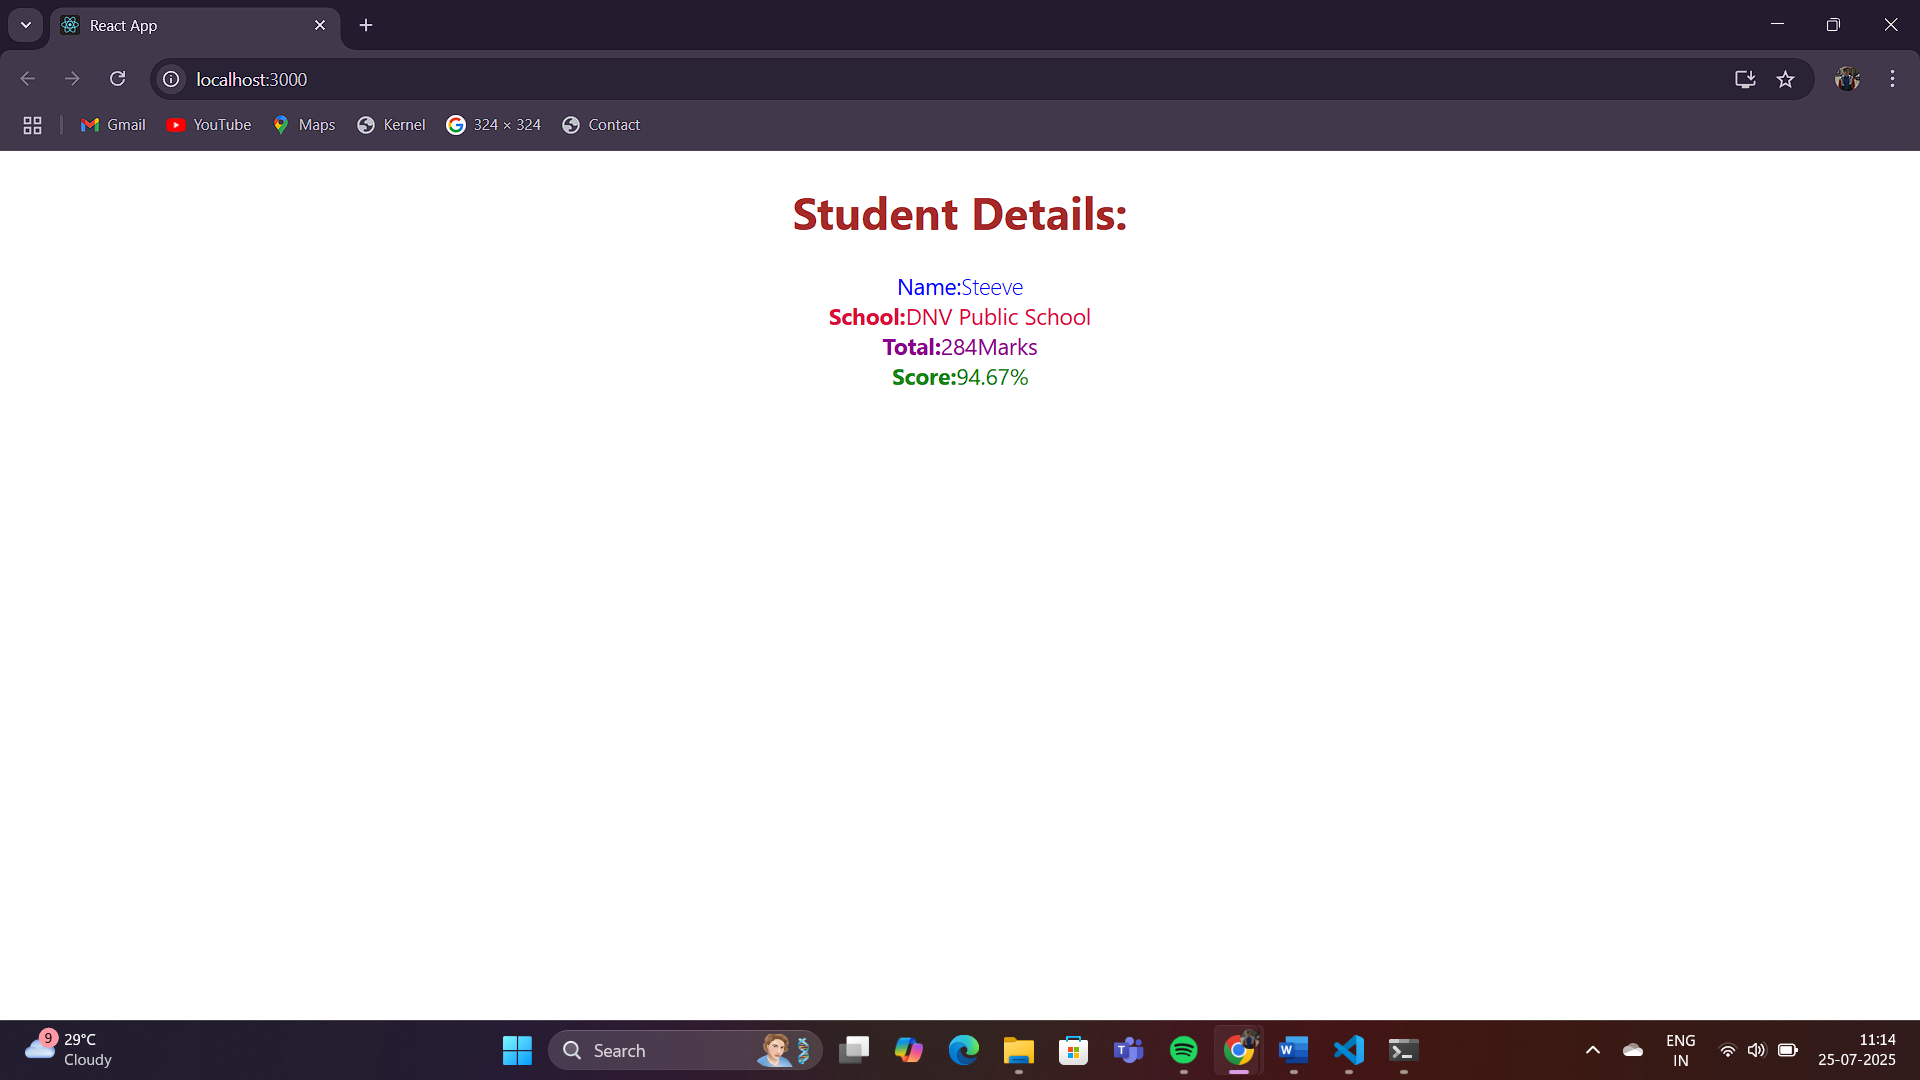 React App
localhost:3000
Gmail YouTube Maps Kernel 324 × 324 Contact
Student Details:
Name:Steeve
School:DNV Public School
Total:284Marks
Score:94.67%
9 29°C
Cloudy
Search
ENG
IN
11:14
25-07-2025